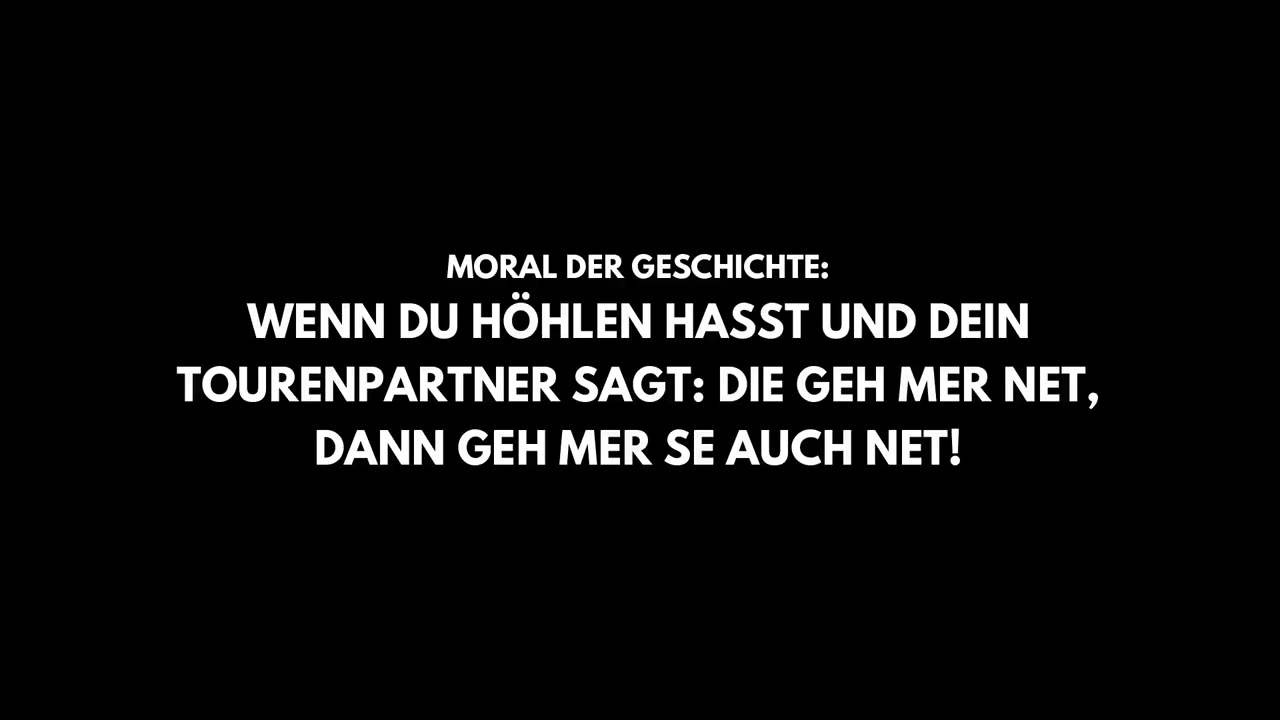 MORAL DER GESCHICHTE:
WENN DU HÖHLEN HASST UND DEIN
TOURENPARTNER SAGT: DIE GEH MER NET,
DANN GEH MER SE AUCH NET!